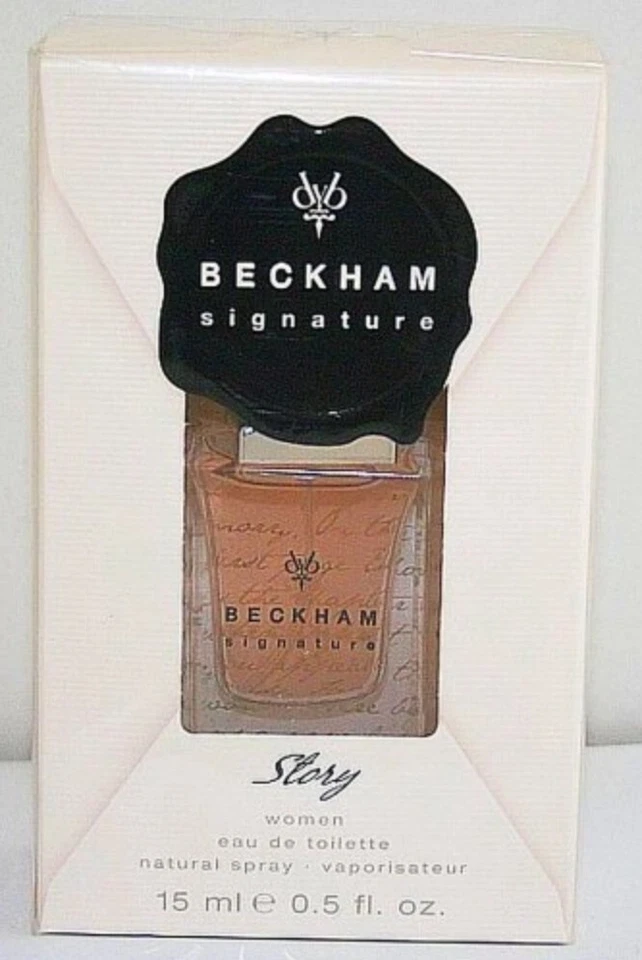 BECKHAM
signature
BECKHAM
signature
Story
women
eau de toilette
natural spray · vaporisateur
15 ml ℮ 0.5 fl. oz.